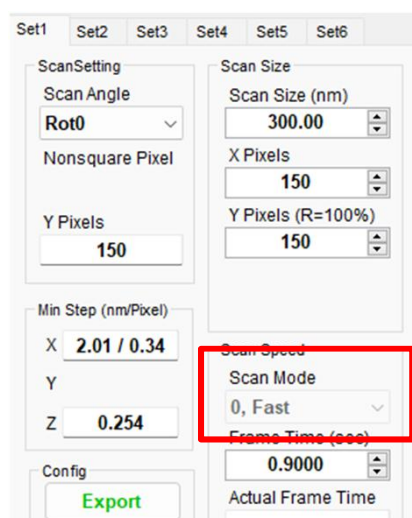 Set1 Set2 Set3 Set4 Set5 Set6
ScanSetting
Scan Angle
Rot0
Nonsquare Pixel
Y Pixels
150
Scan Size
Scan Size (nm)
300.00
X Pixels
150
Y Pixels (R=100%)
150
Min Step (nm/Pixel)
X 2.01 / 0.34
Y
Z 0.254
Config
Export
Scan Speed
Scan Mode
0, Fast
Frame Time (sec)
0.9000
Actual Frame Time